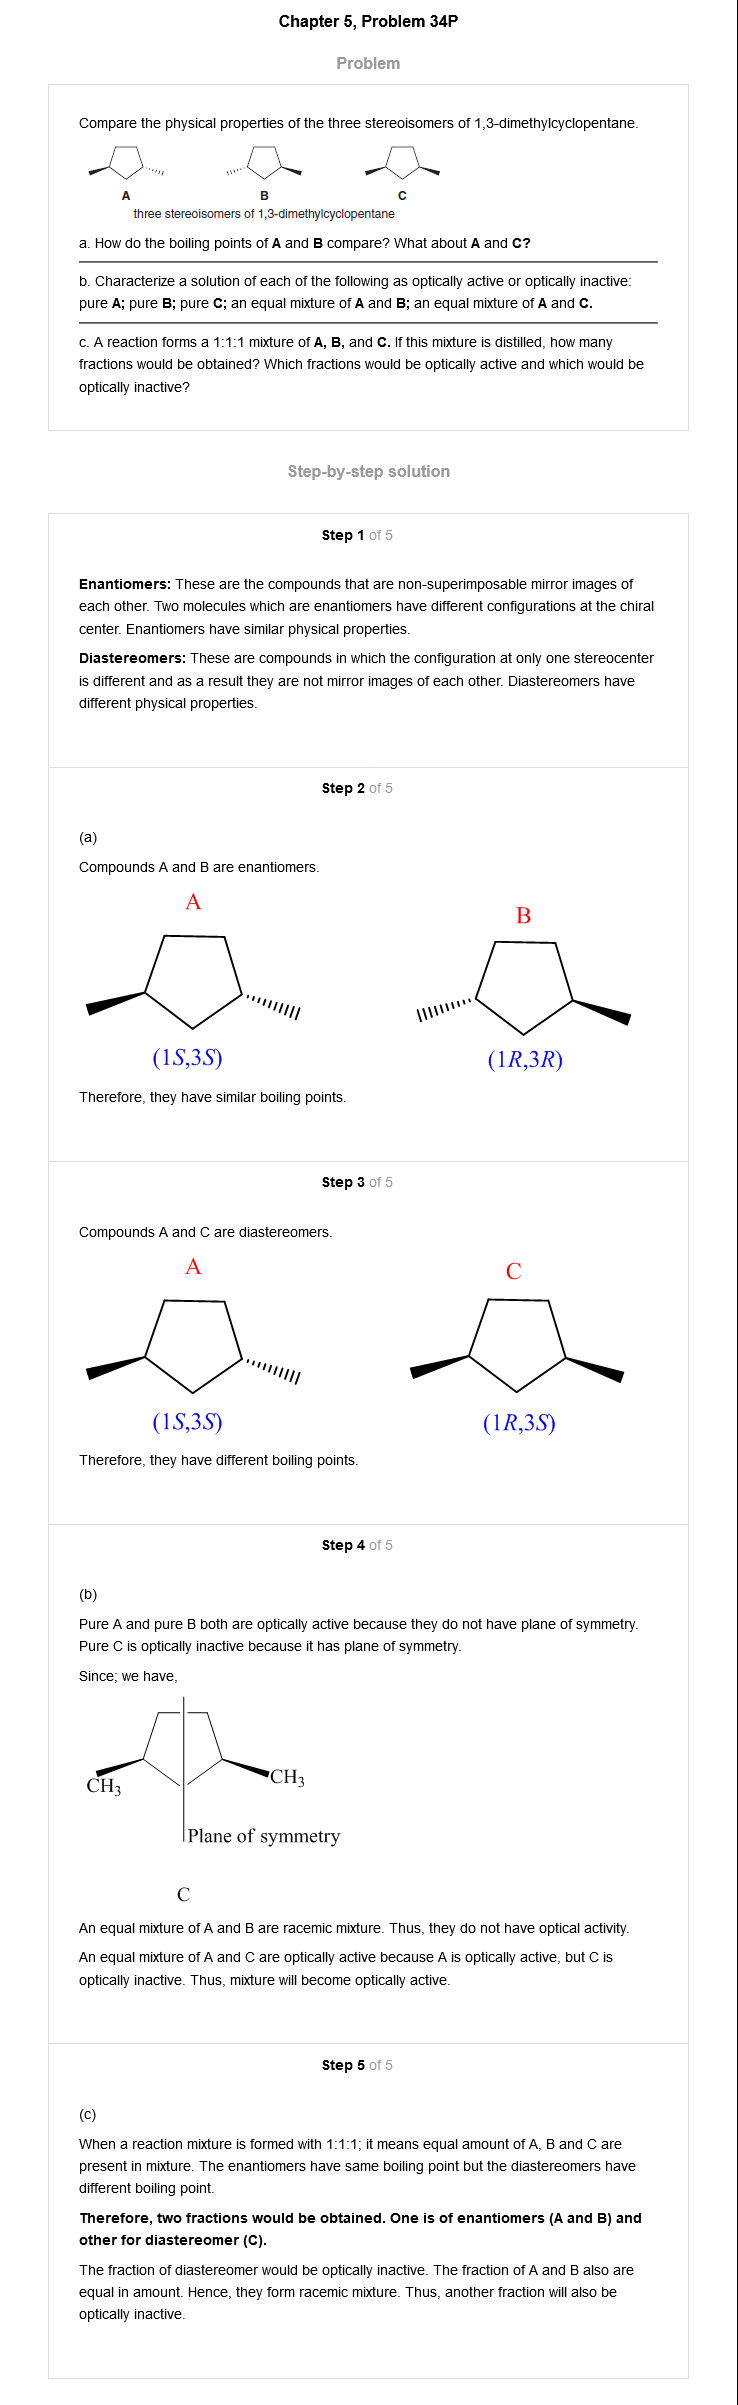 Chapter 5, Problem 34P
Problem
Compare the physical properties of the three stereoisomers of 1,3-dimethylcyclopentane.
A B C
three stereoisomers of 1,3-dimethylcyclopentane
a. How do the boiling points of A and B compare? What about A and C?
b. Characterize a solution of each of the following as optically active or optically inactive:
pure A; pure B; pure C; an equal mixture of A and B; an equal mixture of A and C.
c. A reaction forms a 1:1:1 mixture of A, B, and C. If this mixture is distilled, how many
fractions would be obtained? Which fractions would be optically active and which would be
optically inactive?
Step-by-step solution
Step 1 of 5
Enantiomers: These are the compounds that are non-superimposable mirror images of
each other. Two molecules which are enantiomers have different configurations at the chiral
center. Enantiomers have similar physical properties.
Diastereomers: These are compounds in which the configuration at only one stereocenter
is different and as a result they are not mirror images of each other. Diastereomers have
different physical properties.
Step 2 of 5
(a)
Compounds A and B are enantiomers.
A
B
(1S,3S)
(1R,3R)
Therefore, they have similar boiling points.
Step 3 of 5
Compounds A and C are diastereomers.
A
C
(1S,3S)
(1R,3S)
Therefore, they have different boiling points.
Step 4 of 5
(b)
Pure A and pure B both are optically active because they do not have plane of symmetry.
Pure C is optically inactive because it has plane of symmetry.
Since; we have,
CH3
CH3
Plane of symmetry
C
An equal mixture of A and B are racemic mixture. Thus, they do not have optical activity.
An equal mixture of A and C are optically active because A is optically active, but C is
optically inactive. Thus, mixture will become optically active.
Step 5 of 5
(c)
When a reaction mixture is formed with 1:1:1; it means equal amount of A, B and C are
present in mixture. The enantiomers have same boiling point but the diastereomers have
different boiling point.
Therefore, two fractions would be obtained. One is of enantiomers (A and B) and
other for diastereomer (C).
The fraction of diastereomer would be optically inactive. The fraction of A and B also are
equal in amount. Hence, they form racemic mixture. Thus, another fraction will also be
optically inactive.